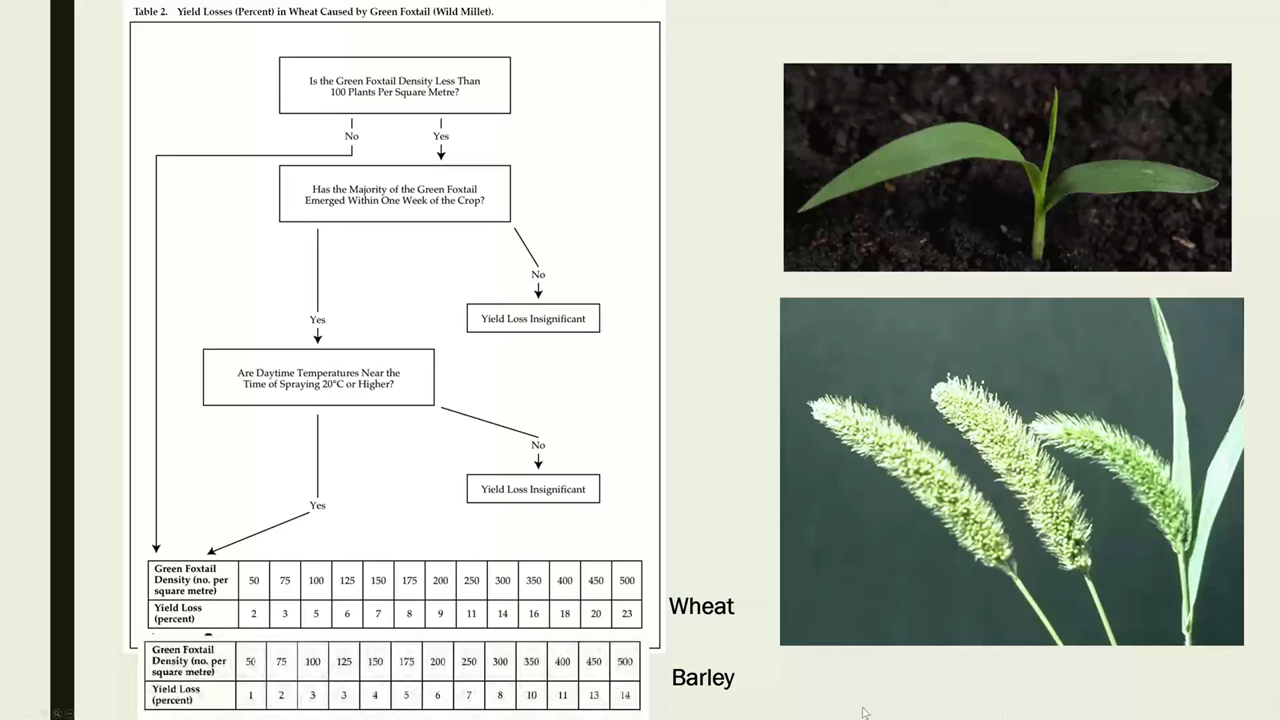 Table 2. Yield Losses (Percent) in Wheat Caused by Green Foxtail (Wild Millet).
Is the Green Foxtail Density Less Than
100 Plants Per Square Metre?
No
Yes
Has the Majority of the Green Foxtail
Emerged Within One Week of the Crop?
No
Yield Loss Insignificant
Yes
Are Daytime Temperatures Near the
Time of Spraying 20°C or Higher?
No
Yield Loss Insignificant
Yes
Green Foxtail
Density (no. per
square metre)
50 75 100 125 150 175 200 250 300 350 400 450 500
Yield Loss
(percent)
2 3 5 6 7 8 9 11 14 16 18 20 23
Wheat
Green Foxtail
Density (no. per
square metre)
50 75 100 125 150 175 200 250 300 350 400 450 500
Yield Loss
(percent)
1 2 3 3 4 5 6 7 8 10 11 13 14
Barley